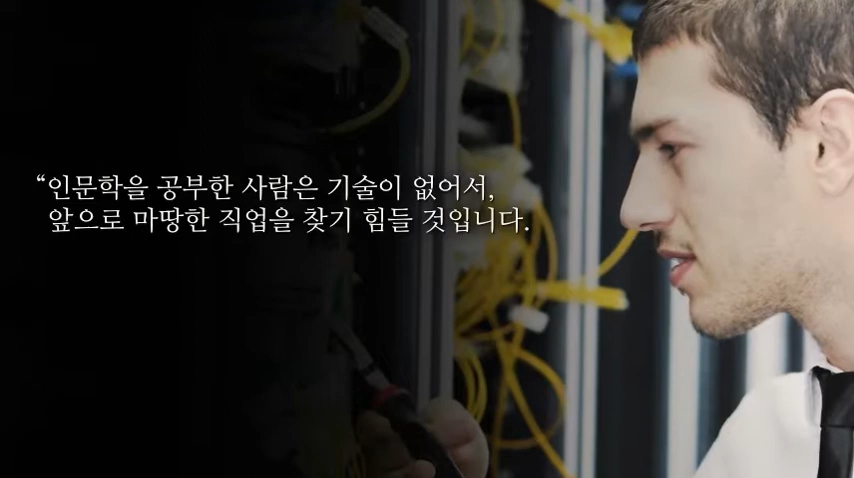 “인문학을 공부한 사람은 기술이 없어서,
앞으로 마땅한 직업을 찾기 힘들 것입니다.